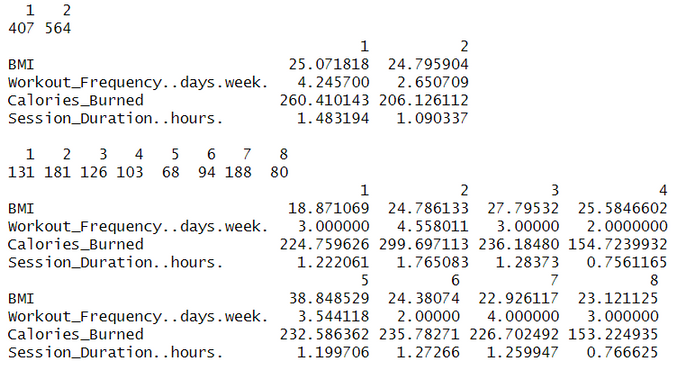 1 2
407 564
1 2
BMI 25.071818 24.795904
Workout_Frequency..days.week. 4.245700 2.650709
Calories_Burned 260.410143 206.126112
Session_Duration..hours. 1.483194 1.090337
1 2 3 4 5 6 7 8
131 181 126 103 68 94 188 80
1 2 3 4
BMI 18.871069 24.786133 27.79532 25.5846602
Workout_Frequency..days.week. 3.000000 4.558011 3.00000 2.0000000
Calories_Burned 224.759626 299.697113 236.18480 154.7239932
Session_Duration..hours. 1.222061 1.765083 1.28373 0.7561165
5 6 7 8
BMI 38.848529 24.38074 22.926117 23.121125
Workout_Frequency..days.week. 3.544118 2.00000 4.000000 3.000000
Calories_Burned 232.586362 235.78271 226.702492 153.224935
Session_Duration..hours. 1.199706 1.27266 1.259947 0.766625